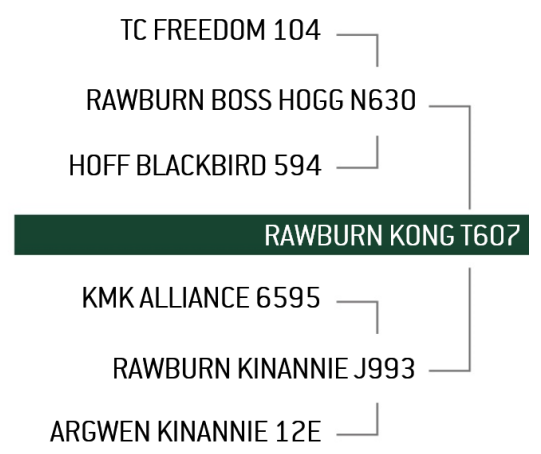 TC FREEDOM 104
RAWBURN BOSS HOGG N630
HOFF BLACKBIRD 594
RAWBURN KONG T607
KMK ALLIANCE 6595
RAWBURN KINANNIE J993
ARGWEN KINANNIE 12E